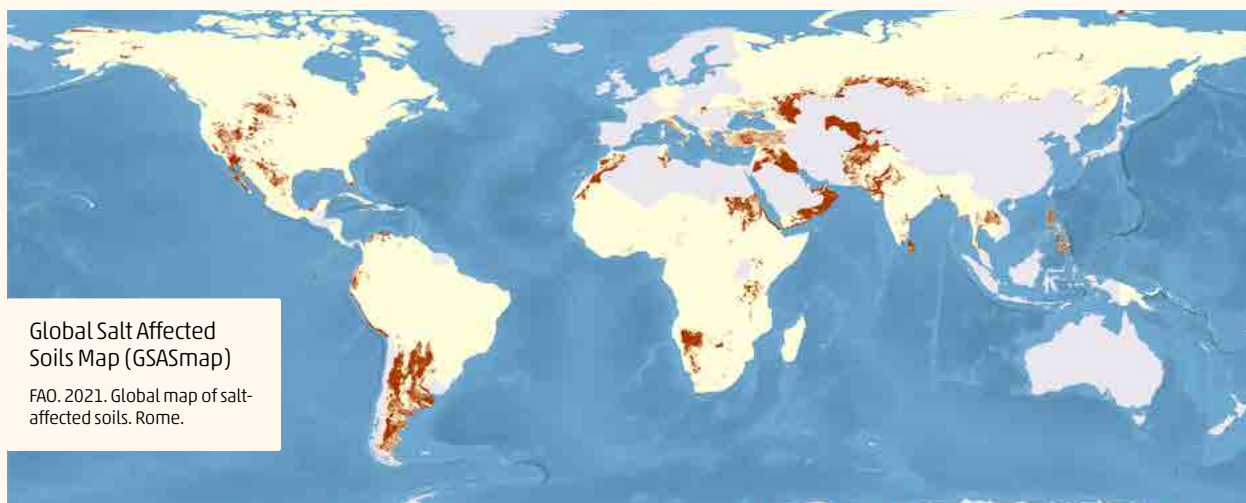 Global Salt Affected
Soils Map (GSASmap)
FAO. 2021. Global map of salt-
affected soils. Rome.